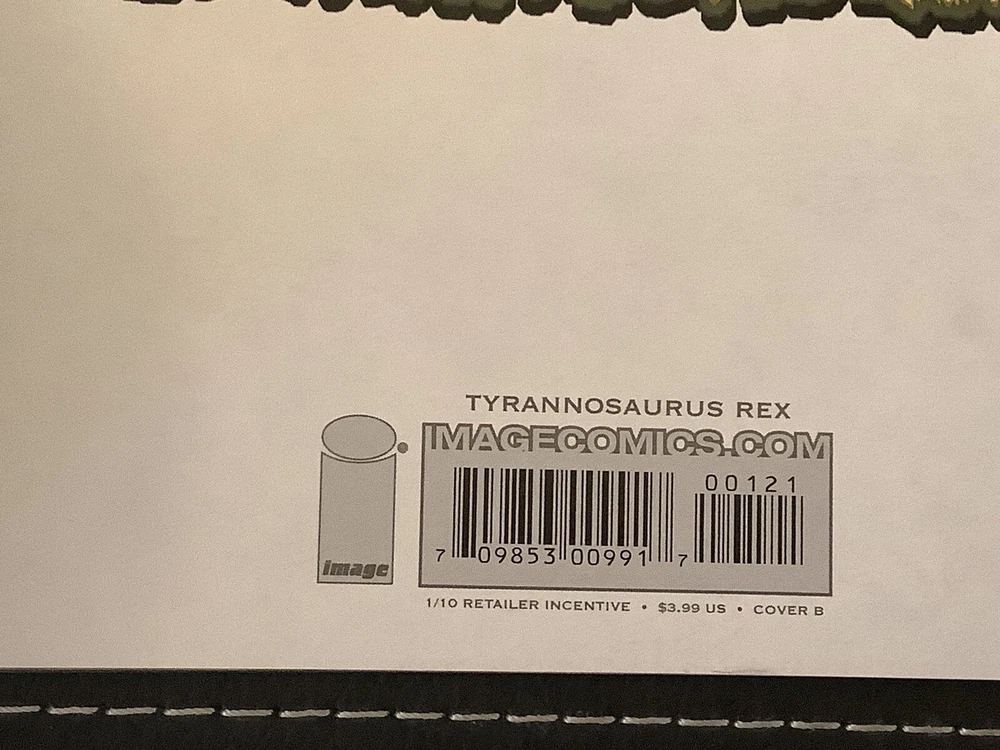 TYRANNOSAURUS REX
IMAGECOMICS.COM
00121
7 09853 00991 7
image
1/10 RETAILER INCENTIVE • $3.99 US • COVER B